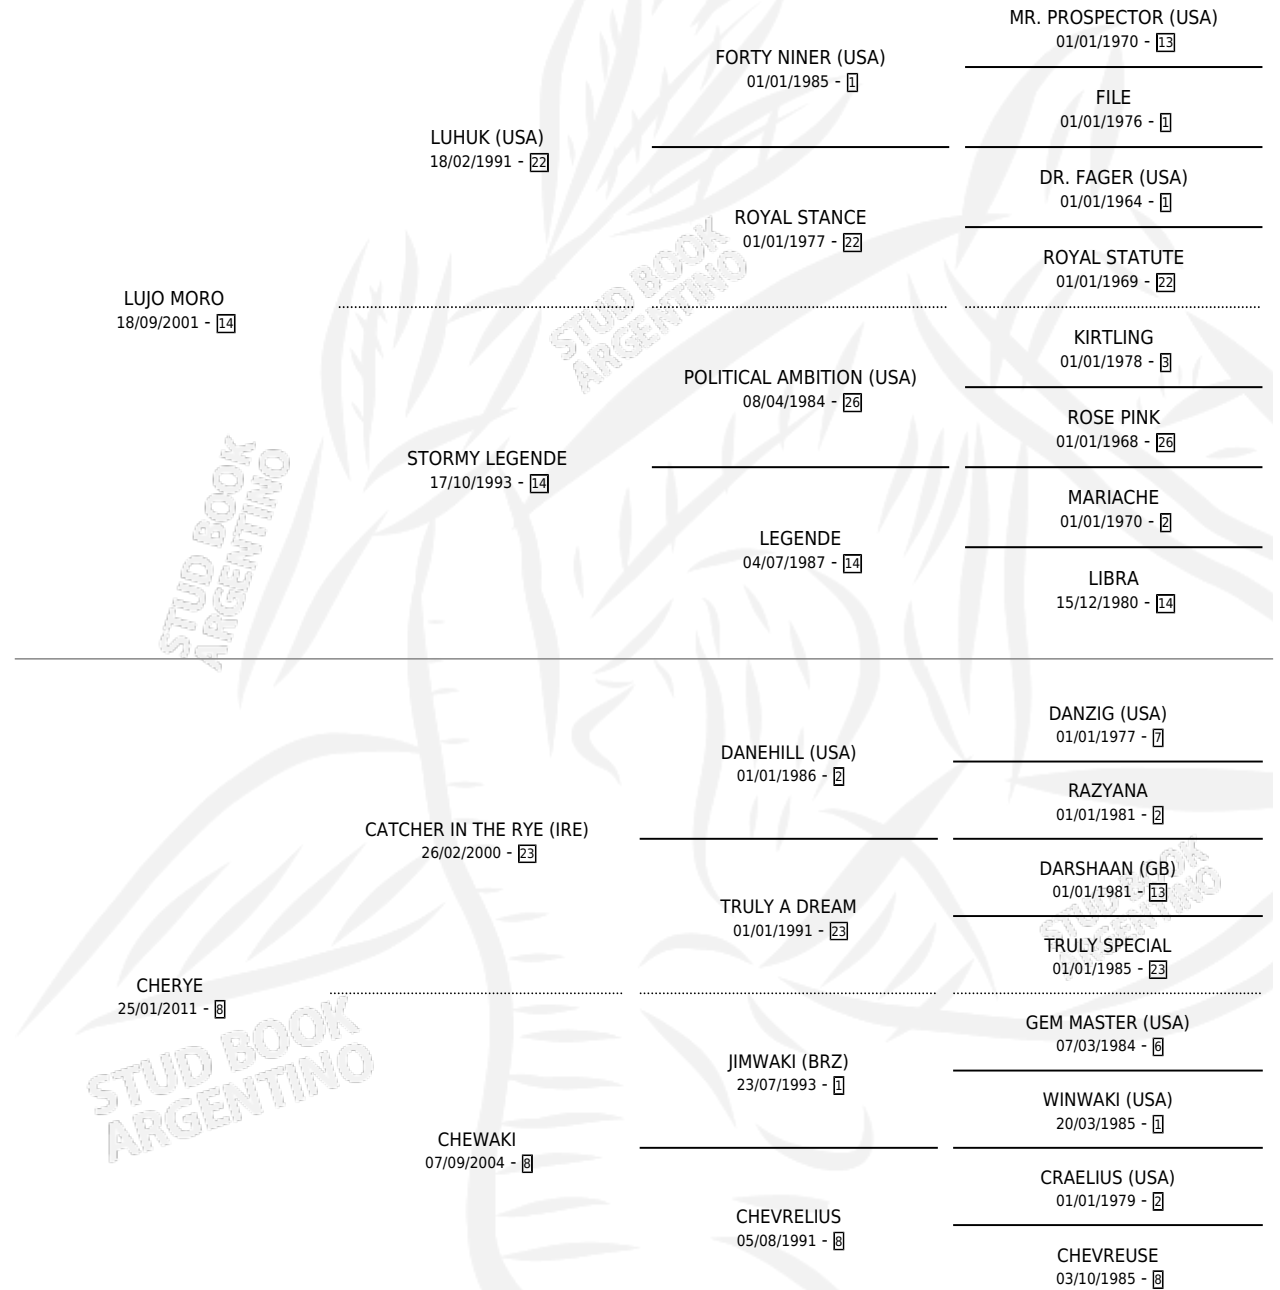 MR. PROSPECTOR (USA)
01/01/1970 - 13
FORTY NINER (USA)
01/01/1985 - 1
FILE
01/01/1976 - 1
LUHUK (USA)
18/02/1991 - 22
DR. FAGER (USA)
01/01/1964 - 1
ROYAL STANCE
01/01/1977 - 22
ROYAL STATUTE
01/01/1969 - 22
LUJO MORO
18/09/2001 - 14
KIRTLING
01/01/1978 - 3
POLITICAL AMBITION (USA)
08/04/1984 - 26
ROSE PINK
01/01/1968 - 26
STORMY LEGENDE
17/10/1993 - 14
MARIACHE
01/01/1970 - 2
LEGENDE
04/07/1987 - 14
LIBRA
15/12/1980 - 14
STUD BOOK
ARGENTINO
STUD BOOK
ARGENTINO
DANZIG (USA)
01/01/1977 - 7
DANEHILL (USA)
01/01/1986 - 2
RAZYANA
01/01/1981 - 2
CATCHER IN THE RYE (IRE)
26/02/2000 - 23
DARSHAAN (GB)
01/01/1981 - 13
TRULY A DREAM
01/01/1991 - 23
TRULY SPECIAL
01/01/1985 - 23
STUD BOOK
ARGENTINO
CHERYE
25/01/2011 - 8
GEM MASTER (USA)
07/03/1984 - 6
JIMWAKI (BRZ)
23/07/1993 - 1
WINWAKI (USA)
20/03/1985 - 1
STUD BOOK
ARGENTINO
CHEWAKI
07/09/2004 - 8
CRAELIUS (USA)
01/01/1979 - 2
CHEVRELIUS
05/08/1991 - 8
CHEVREUSE
03/10/1985 - 8